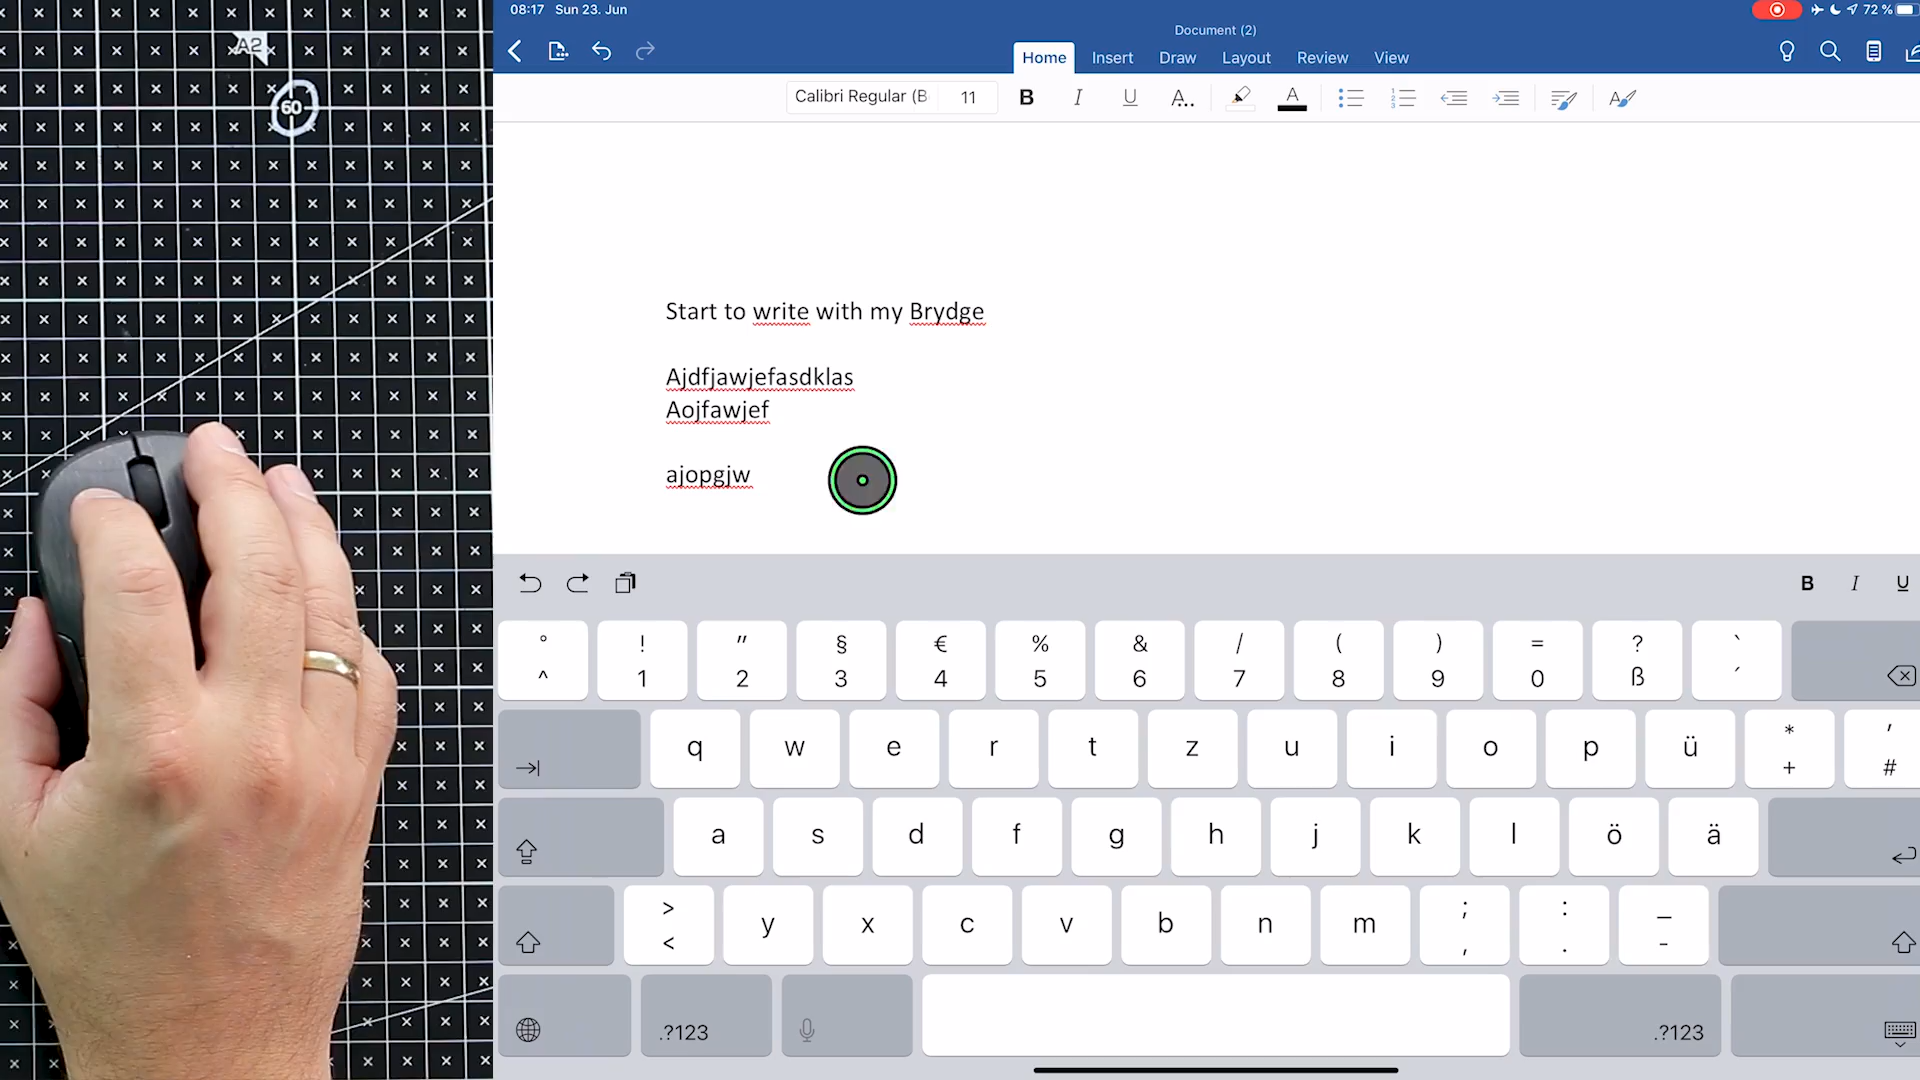 A2
60
08:17 Sun 23. Jun
72 %
Document (2)
Home Insert Draw Layout Review View
Calibri Regular (B 11 B I U A.. A A
Start to write with my Brydge
Ajdfjawjefasdklas
Aojfawjef
ajopgjw
B I U
° ! " § € % & / ( ) = ? `
^ 1 2 3 4 5 6 7 8 9 0 ß ´
q w e r t z u i o p ü * + ' #
a s d f g h j k l ö ä
> < y x c v b n m ; , : . _ -
.?123 .?123